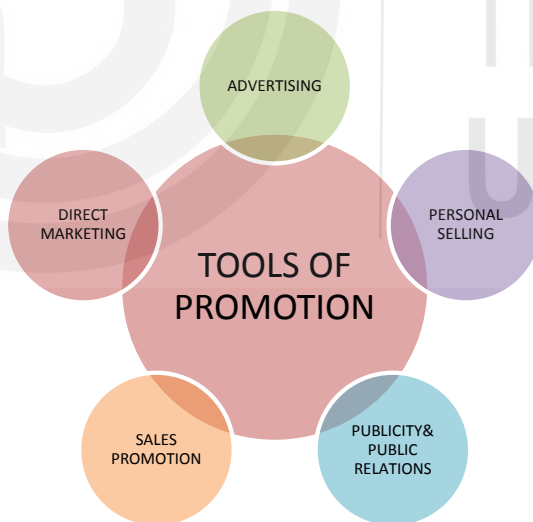 ADVERTISING
DIRECT
MARKETING
PERSONAL
SELLING
TOOLS OF
PROMOTION
SALES
PROMOTION
PUBLICITY&
PUBLIC
RELATIONS